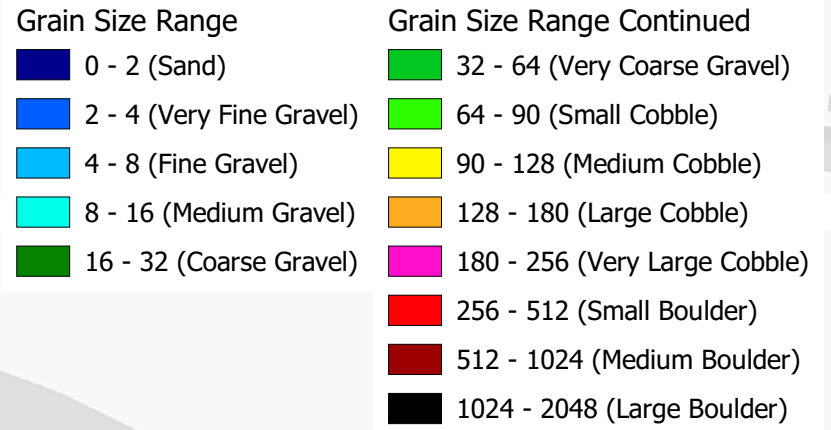 Grain Size Range
0 - 2 (Sand)
2 - 4 (Very Fine Gravel)
4 - 8 (Fine Gravel)
8 - 16 (Medium Gravel)
16 - 32 (Coarse Gravel)
Grain Size Range Continued
32 - 64 (Very Coarse Gravel)
64 - 90 (Small Cobble)
90 - 128 (Medium Cobble)
128 - 180 (Large Cobble)
180 - 256 (Very Large Cobble)
256 - 512 (Small Boulder)
512 - 1024 (Medium Boulder)
1024 - 2048 (Large Boulder)